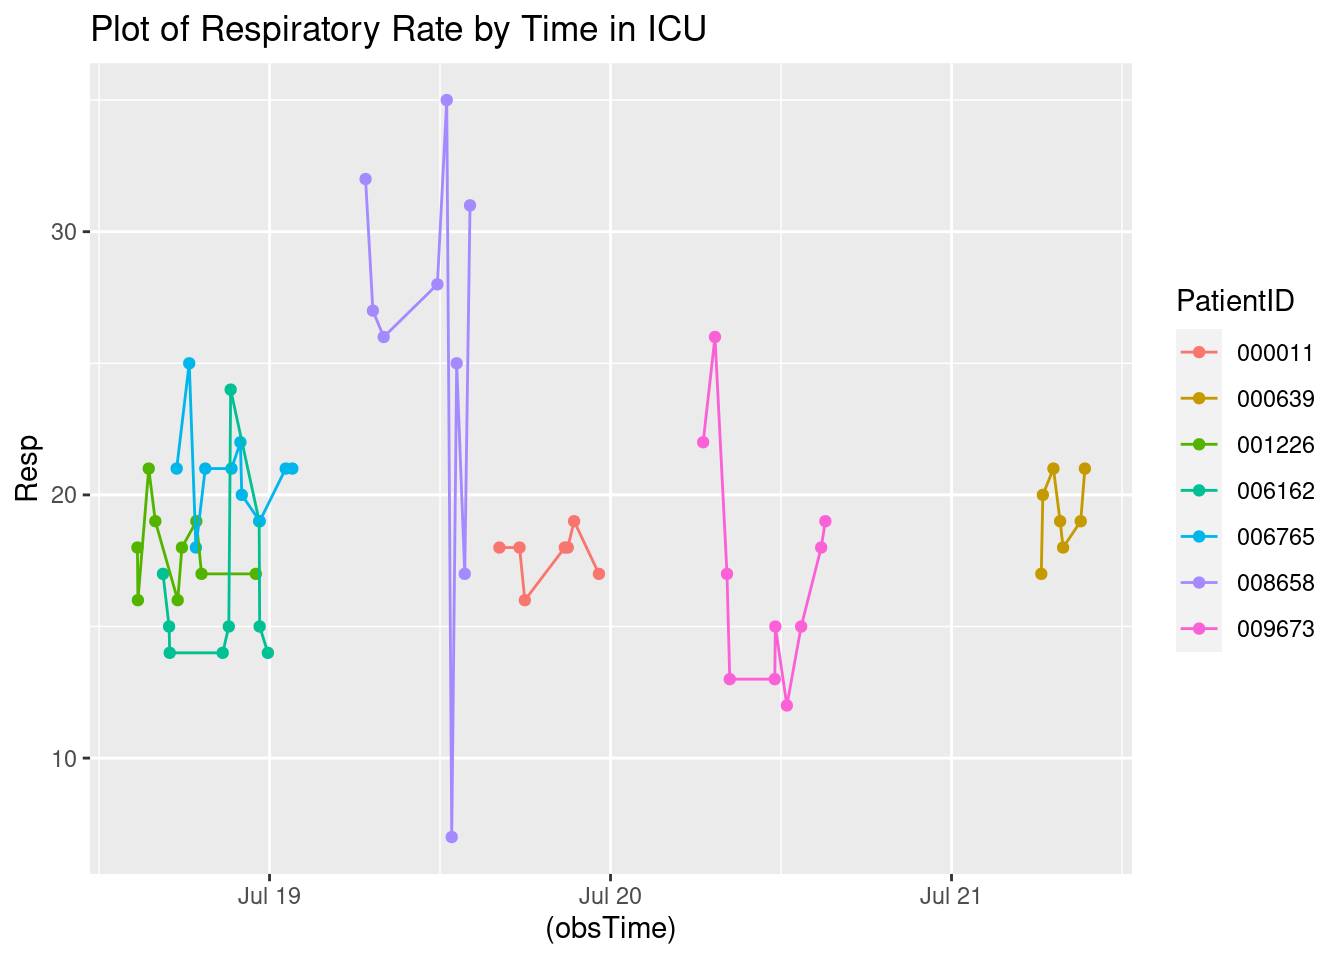 Plot of Respiratory Rate by Time in ICU
Resp
30
20
10
Jul 19
Jul 20
Jul 21
(obsTime)
PatientID
000011
000639
001226
006162
006765
008658
009673